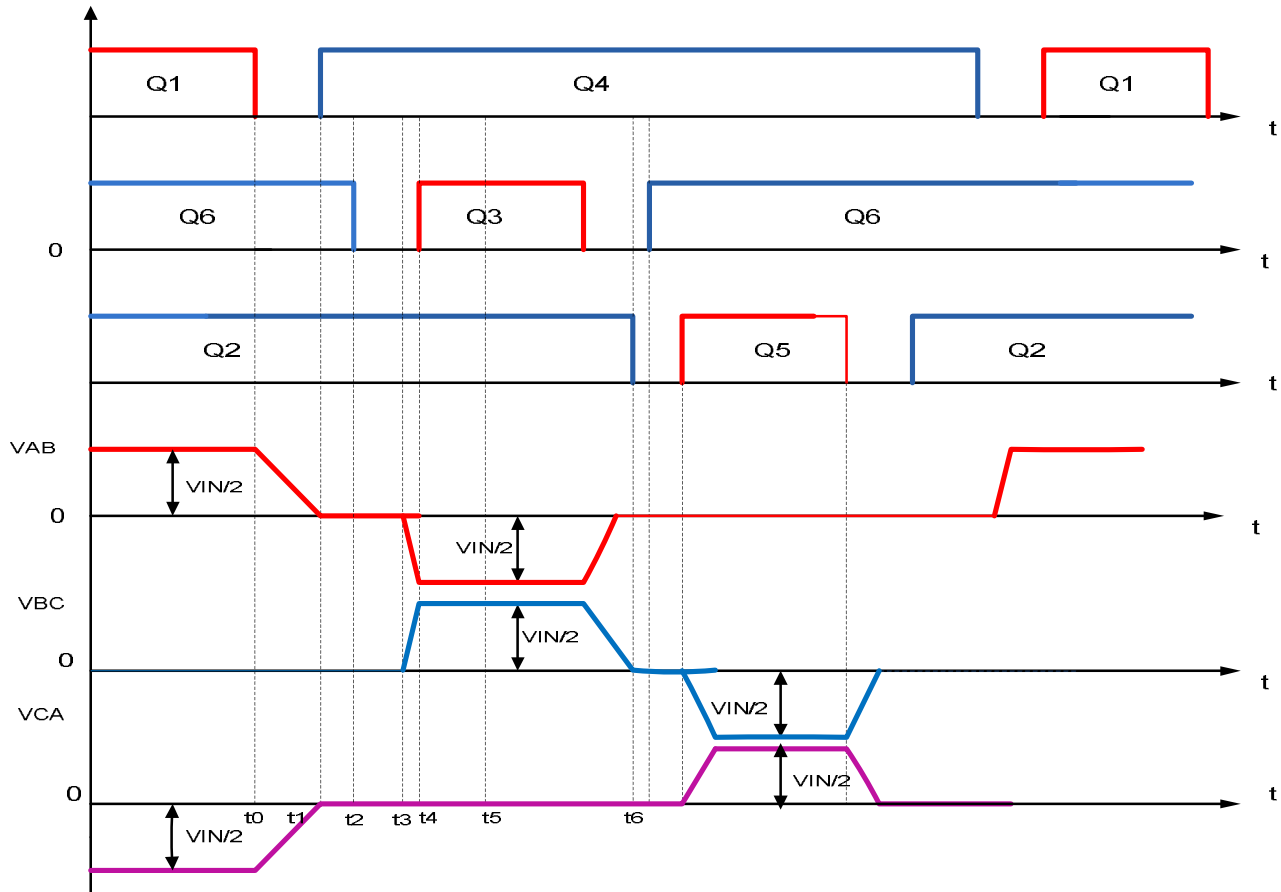 Q1 Q4 Q1
t
Q6 Q3 Q6
0 t
Q2 Q5 Q2
t
VAB
VIN/2
0 t
VIN/2
VBC
VIN/2
0 t
VCA VIN/2
VIN/2
0 t
t0 t1 t2 t3 t4 t5 t6
VIN/2